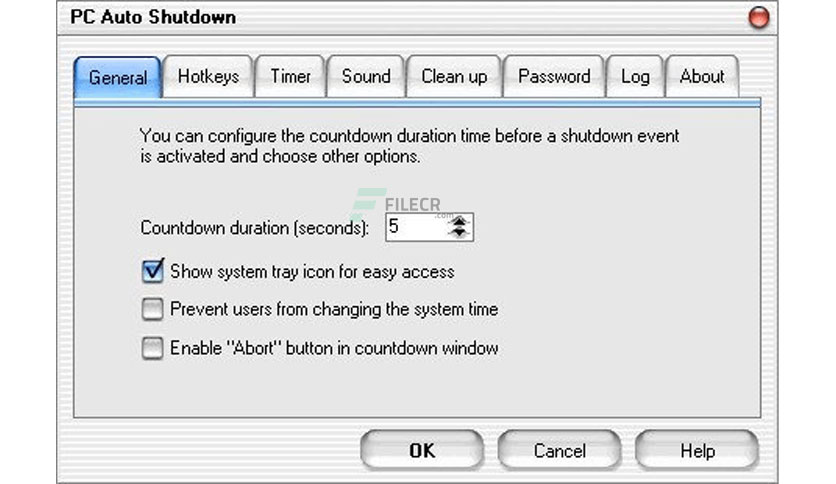 PC Auto Shutdown
General Hotkeys Timer Sound Clean up Password Log About
You can configure the countdown duration time before a shutdown event
is activated and choose other options.
FILECR
.com
Countdown duration (seconds): 5
Show system tray icon for easy access
Prevent users from changing the system time
Enable "Abort" button in countdown window
OK Cancel Help